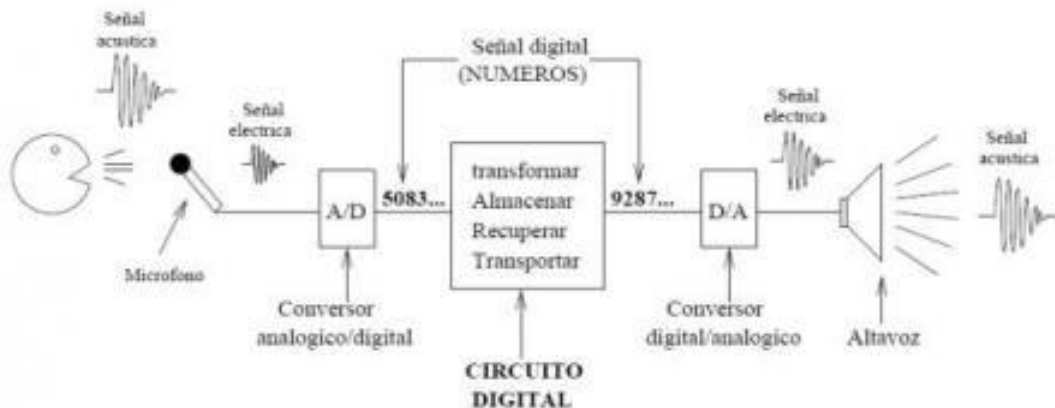 Señal
acustica
Señal
electrica
Microfono
A/D
Conversor
analogico/digital
Señal digital
(NUMEROS)
5083...
transformar
Almacenar
Recuperar
Transportar
CIRCUITO
DIGITAL
9287...
D/A
Conversor
digital/analogico
Señal
electrica
Altavoz
Señal
acustica